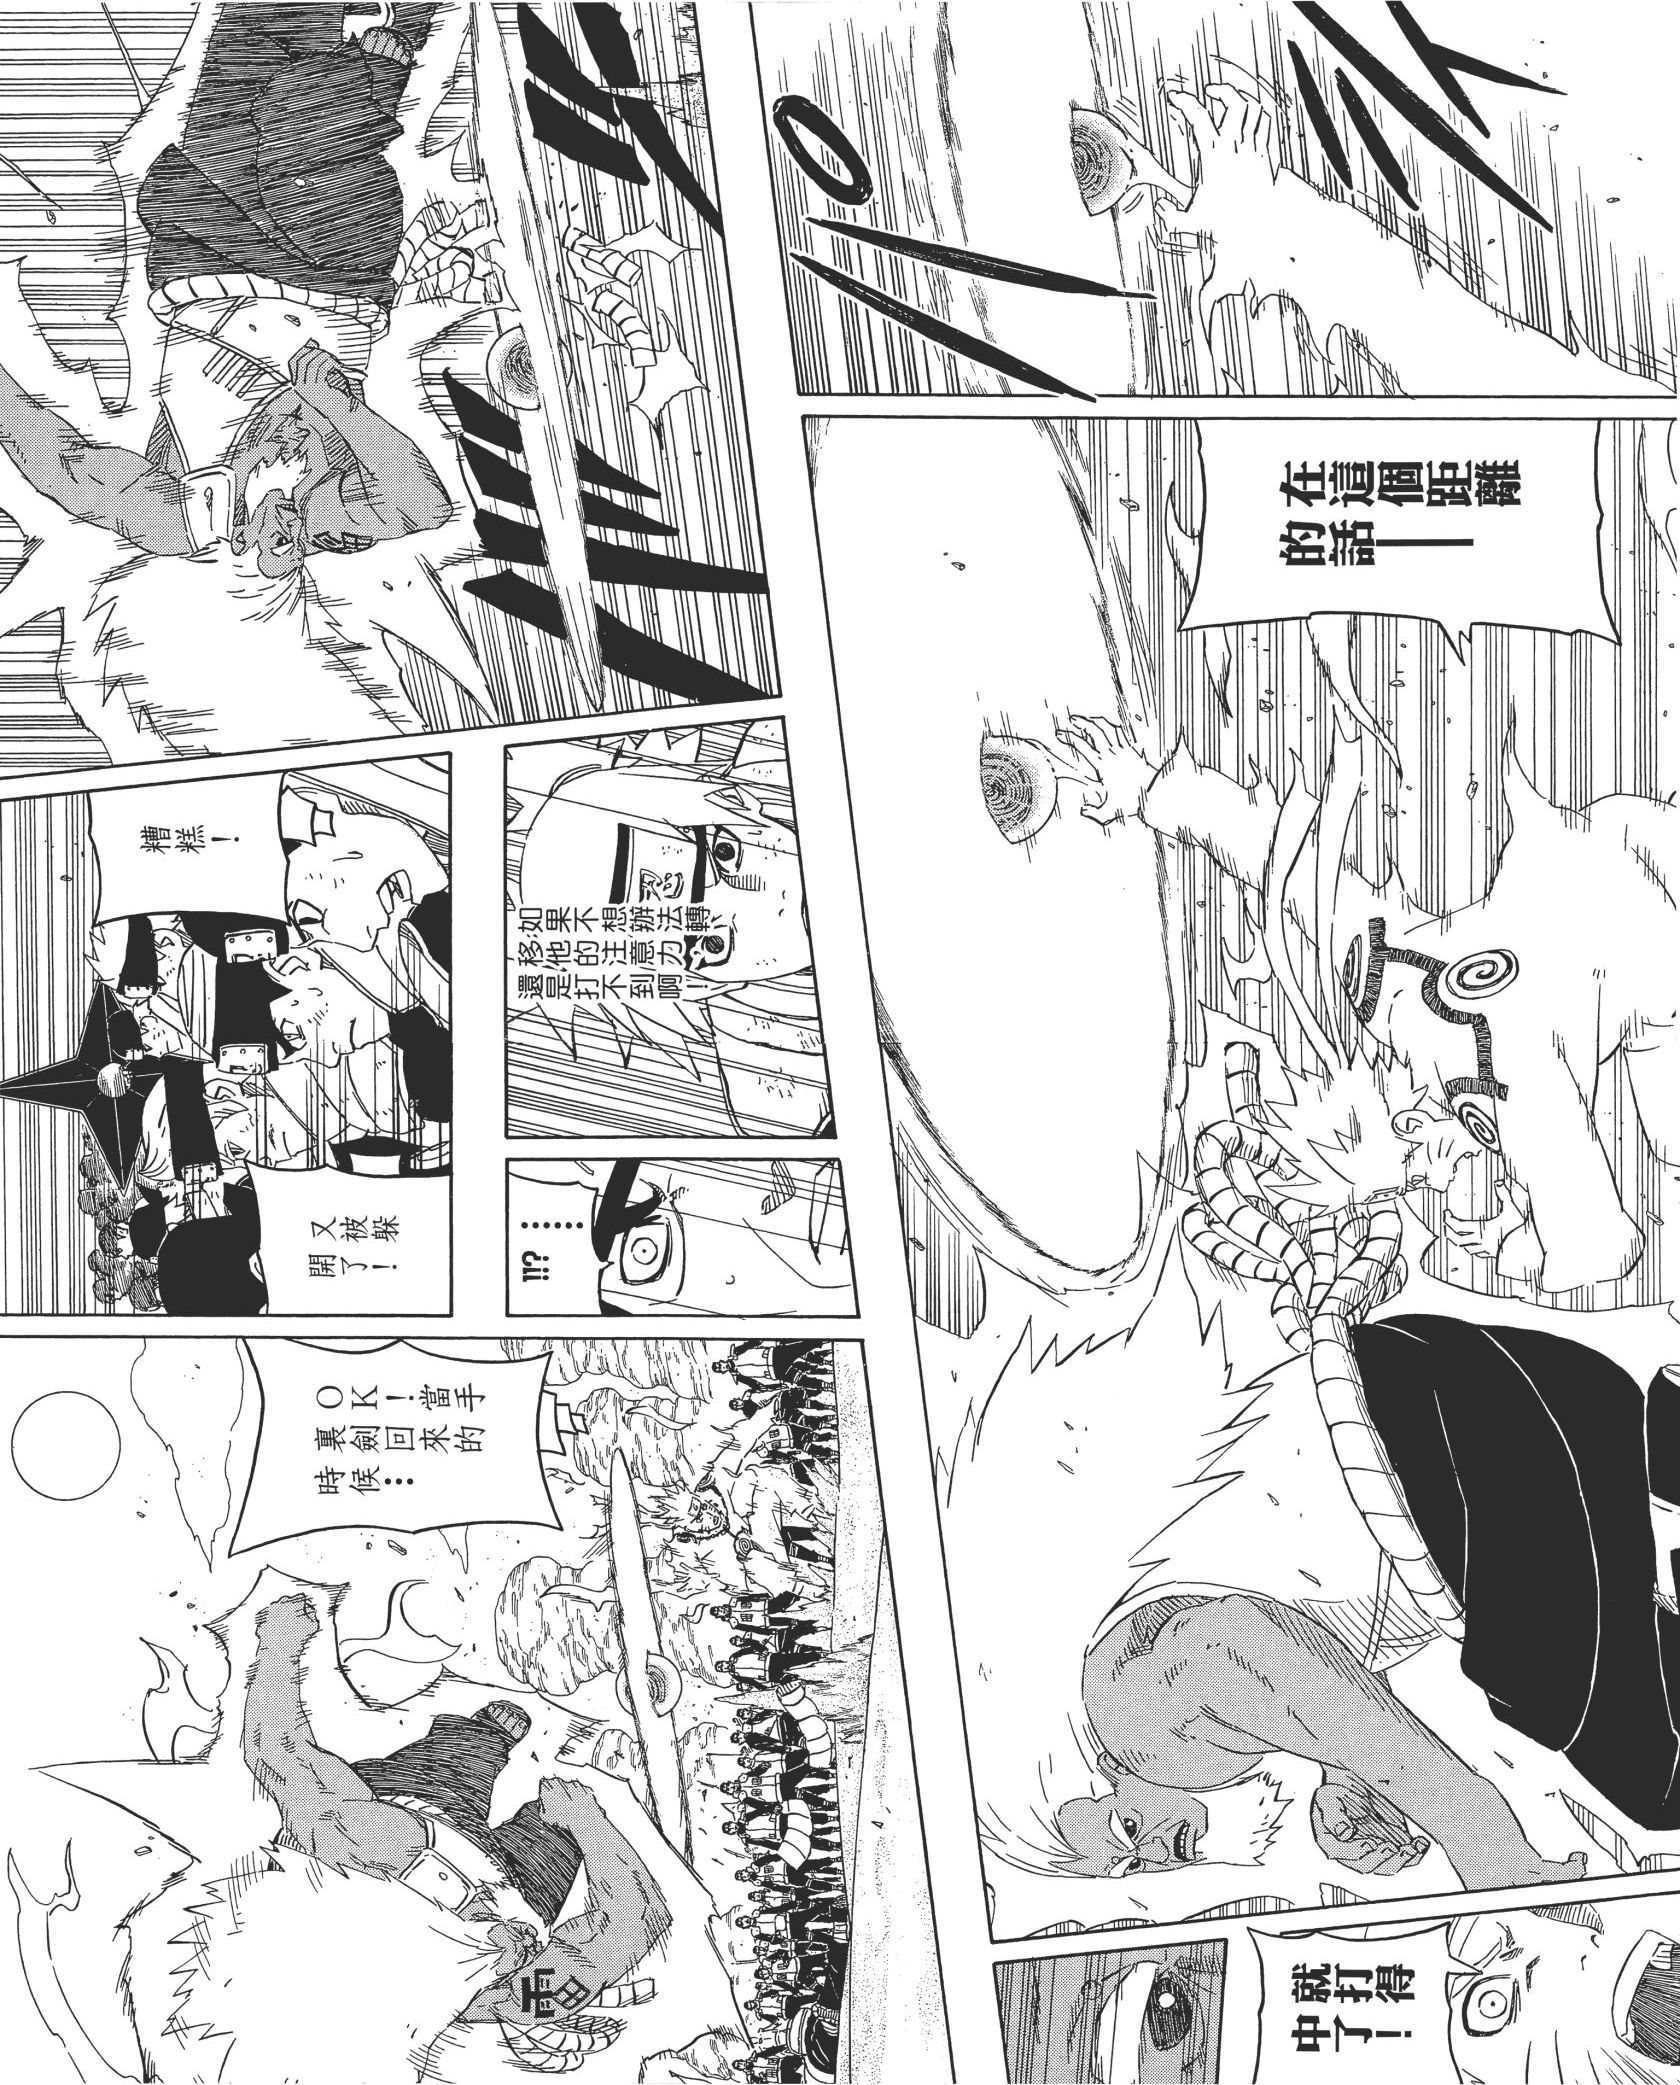 糟糕！
又被躲
開了！
忍
如果不想辦法轉
移他的注意力
還是打不到啊!!
……!!?
OK！當手
裏劍回來的
時候…
雷
在這個距離
的話——
就打得
中了！